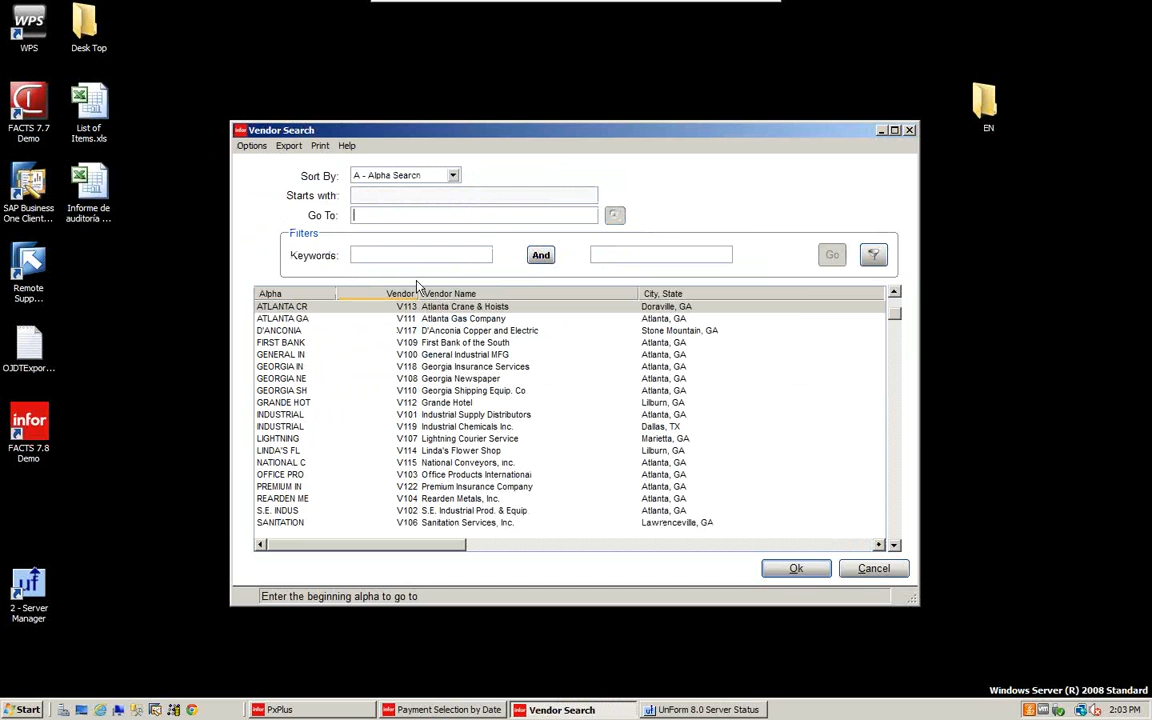 WPS
WPS
Desk Top
FACTS 7.7
Demo
List of
Items.xls
SAP Business
One Client...
Informe de
auditoría ...
Remote
Supp...
OJDTExpor...
infor
FACTS 7.8
Demo
uf
2 - Server
Manager
EN
infor Vendor Search
Options Export Print Help
Sort By: A - Alpha Search
Starts with:
Go To:
Filters
Keywords: And Go
Alpha Vendor Vendor Name City, State
ATLANTA CR V113 Atlanta Crane & Hoists Doraville, GA
ATLANTA GA V111 Atlanta Gas Company Atlanta, GA
D'ANCONIA V117 D'Anconia Copper and Electric Stone Mountain, GA
FIRST BANK V109 First Bank of the South Atlanta, GA
GENERAL IN V100 General Industrial MFG Atlanta, GA
GEORGIA IN V118 Georgia Insurance Services Atlanta, GA
GEORGIA NE V108 Georgia Newspaper Atlanta, GA
GEORGIA SH V110 Georgia Shipping Equip. Co Atlanta, GA
GRANDE HOT V112 Grande Hotel Lilburn, GA
INDUSTRIAL V101 Industrial Supply Distributors Atlanta, GA
INDUSTRIAL V119 Industrial Chemicals Inc. Dallas, TX
LIGHTNING V107 Lightning Courier Service Marietta, GA
LINDA'S FL V114 Linda's Flower Shop Lilburn, GA
NATIONAL C V115 National Conveyors, Inc. Atlanta, GA
OFFICE PRO V103 Office Products International Atlanta, GA
PREMIUM IN V122 Premium Insurance Company Atlanta, GA
REARDEN ME V104 Rearden Metals, Inc. Atlanta, GA
S.E. INDUS V102 S.E. Industrial Prod. & Equip. Atlanta, GA
SANITATION V106 Sanitation Services, Inc. Lawrenceville, GA
Ok Cancel
Enter the beginning alpha to go to
Windows Server (R) 2008 Standard
Start PxPlus Payment Selection by Date Vendor Search UnForm 8.0 Server Status 2:03 PM